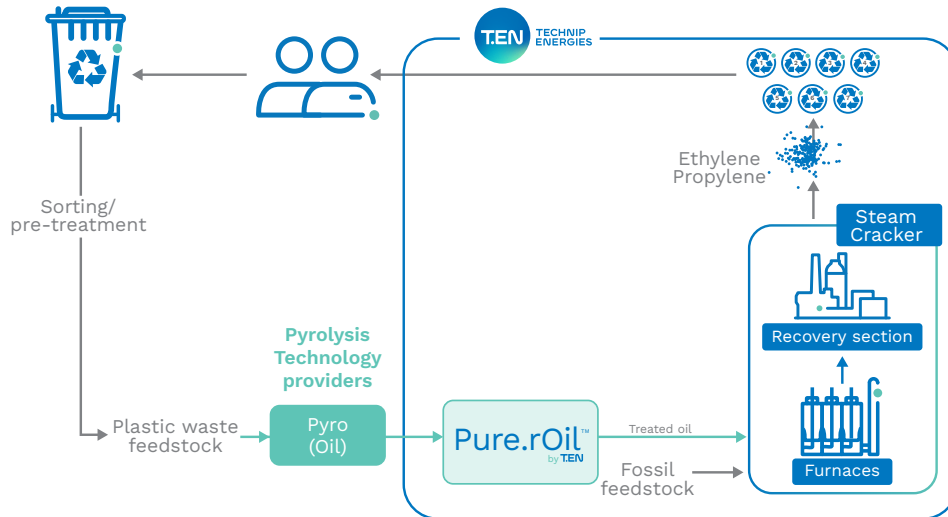 T.EN
TECHNIP
ENERGIES
Ethylene
Propylene
Steam
Cracker
Sorting/
pre-treatment
Recovery section
Pyrolysis
Technology
providers
Plastic waste
feedstock
Pyro
(Oil)
Pure.rOil™
by T.EN
Treated oil
Fossil
feedstock
Furnaces